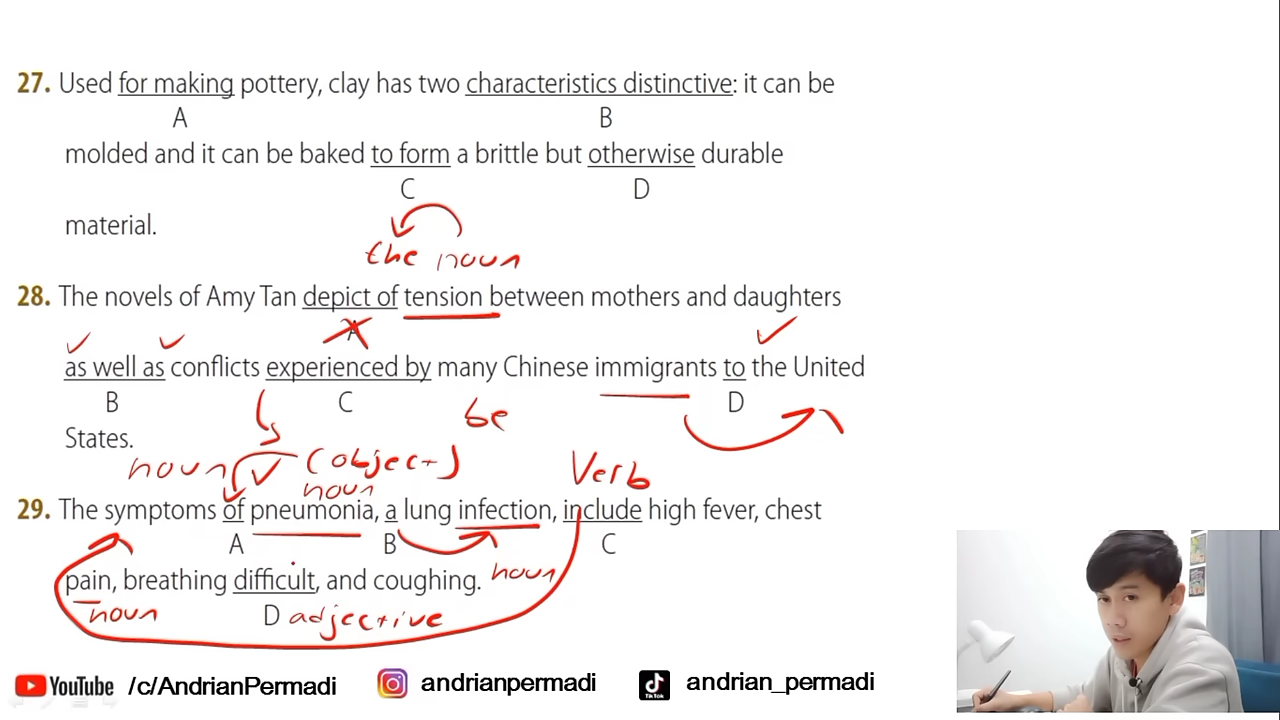 27. Used for making pottery, clay has two characteristics distinctive: it can be
A B
molded and it can be baked to form a brittle but otherwise durable
C D
material.
the noun
28. The novels of Amy Tan depict of tension between mothers and daughters
A
as well as conflicts experienced by many Chinese immigrants to the United
B C D
be
States.
noun (object) Verb
noun
29. The symptoms of pneumonia, a lung infection, include high fever, chest
A B C
pain, breathing difficult, and coughing. noun
noun D adjective
YouTube /c/AndrianPermadi andrianpermadi TikTok andrian_permadi